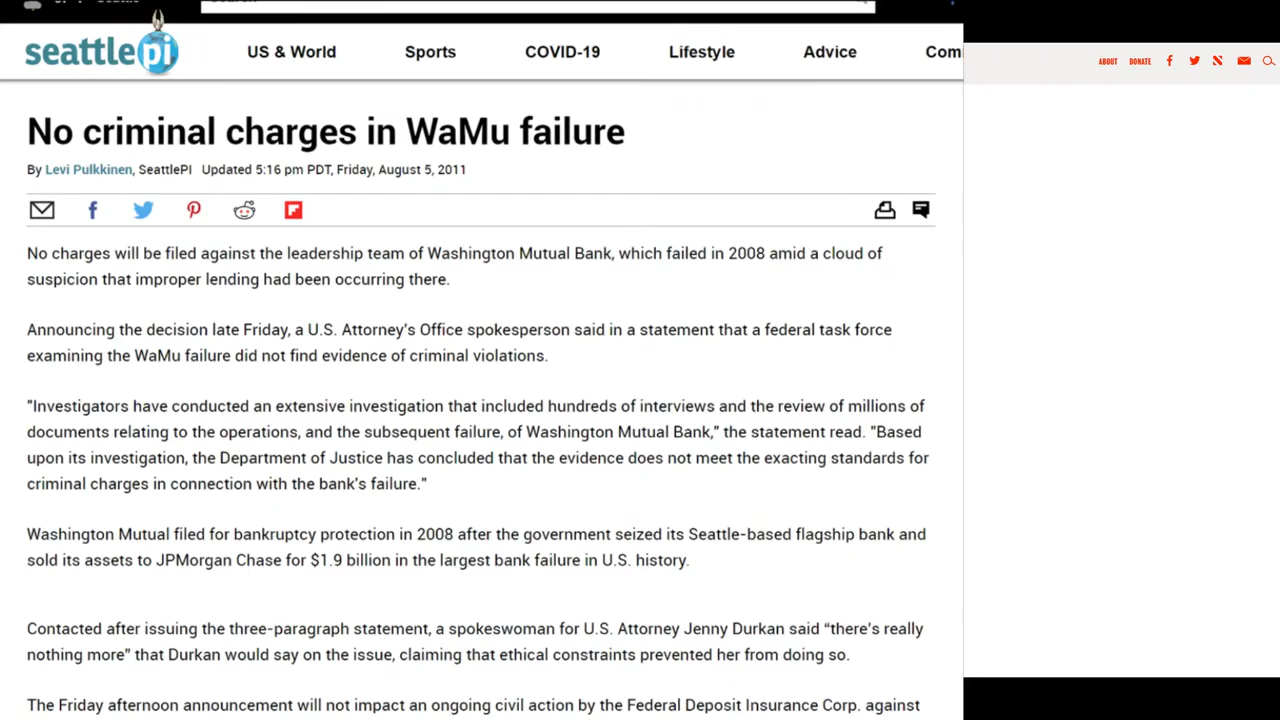 seattlepi
US & World
Sports
COVID-19
Lifestyle
Advice
Com
ABOUT
DONATE
No criminal charges in WaMu failure
By Levi Pulkkinen, SeattlePI Updated 5:16 pm PDT, Friday, August 5, 2011
No charges will be filed against the leadership team of Washington Mutual Bank, which failed in 2008 amid a cloud of
suspicion that improper lending had been occurring there.
Announcing the decision late Friday, a U.S. Attorney's Office spokesperson said in a statement that a federal task force
examining the WaMu failure did not find evidence of criminal violations.
"Investigators have conducted an extensive investigation that included hundreds of interviews and the review of millions of
documents relating to the operations, and the subsequent failure, of Washington Mutual Bank," the statement read. "Based
upon its investigation, the Department of Justice has concluded that the evidence does not meet the exacting standards for
criminal charges in connection with the bank's failure."
Washington Mutual filed for bankruptcy protection in 2008 after the government seized its Seattle-based flagship bank and
sold its assets to JPMorgan Chase for $1.9 billion in the largest bank failure in U.S. history.
Contacted after issuing the three-paragraph statement, a spokeswoman for U.S. Attorney Jenny Durkan said “there's really
nothing more” that Durkan would say on the issue, claiming that ethical constraints prevented her from doing so.
The Friday afternoon announcement will not impact an ongoing civil action by the Federal Deposit Insurance Corp. against